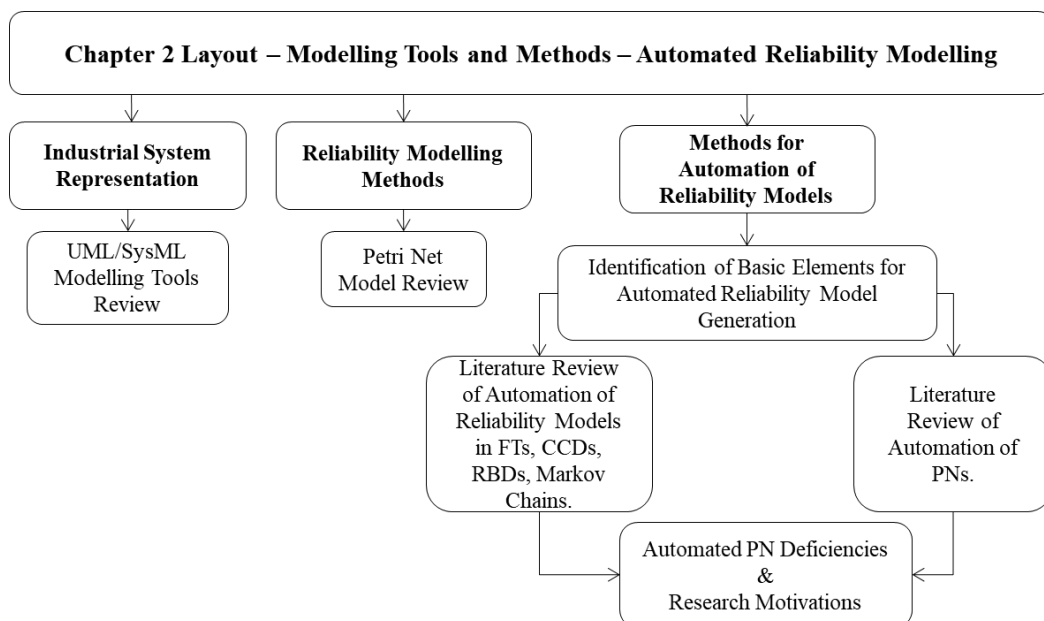 Chapter 2 Layout – Modelling Tools and Methods – Automated Reliability Modelling
Industrial System
Representation
Reliability Modelling
Methods
Methods for
Automation of
Reliability Models
UML/SysML
Modelling Tools
Review
Petri Net
Model Review
Identification of Basic Elements for
Automated Reliability Model
Generation
Literature Review
of Automation of
Reliability Models
in FTs, CCDs,
RBDs, Markov
Chains.
Literature
Review of
Automation of
PNs.
Automated PN Deficiencies
&
Research Motivations